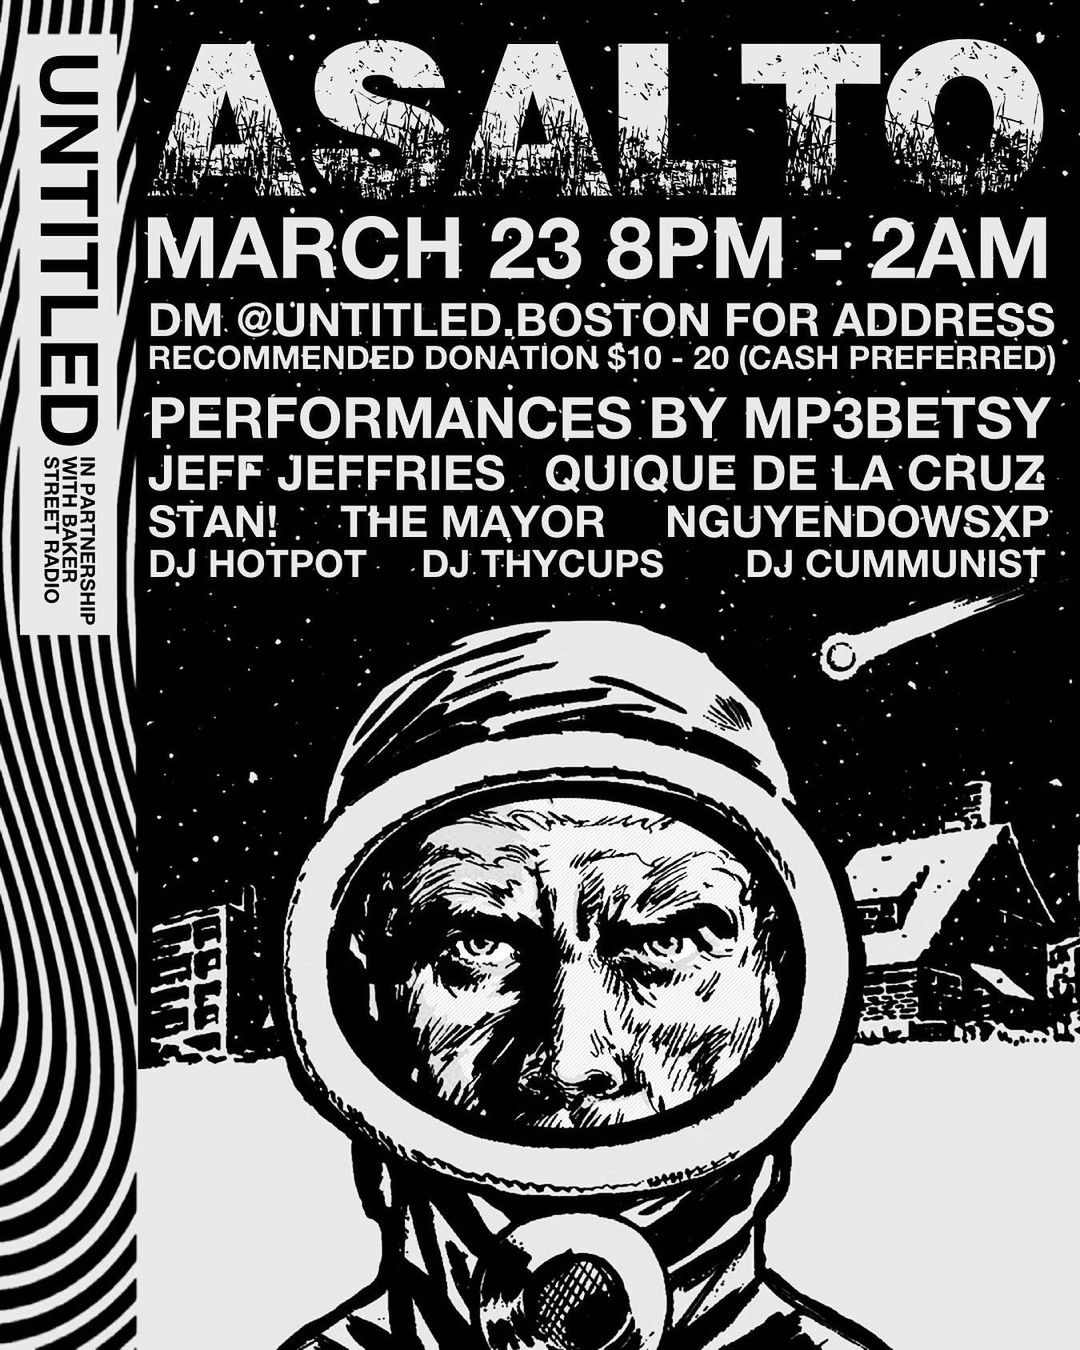 ASALTO
MARCH 23 8PM - 2AM
DM @UNTITLED.BOSTON FOR ADDRESS
RECOMMENDED DONATION $10 - 20 (CASH PREFERRED)
PERFORMANCES BY MP3BETSY
JEFF JEFFRIES QUIQUE DE LA CRUZ
STAN! THE MAYOR NGUYENDOWSXP
DJ HOTPOT DJ THYCUPS DJ CUMMUNIST
UNTITLED
IN PARTNERSHIP
WITH BAKER
STREET RADIO